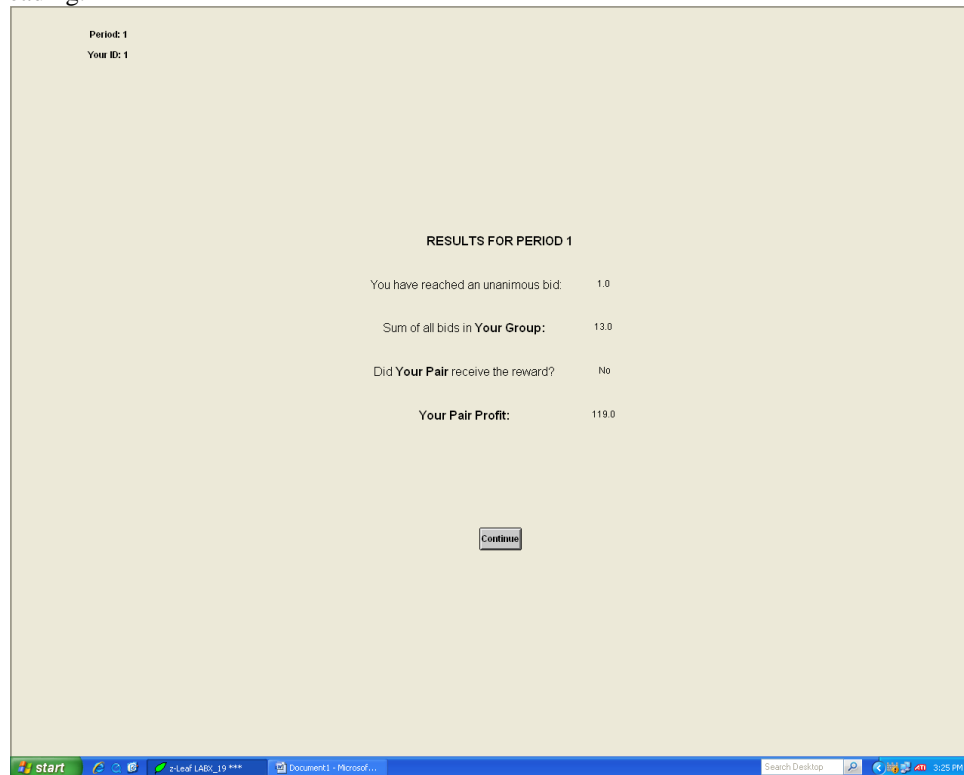 Period: 1
Your ID: 1
RESULTS FOR PERIOD 1
You have reached an unanimous bid: 1.0
Sum of all bids in Your Group: 13.0
Did Your Pair receive the reward? No
Your Pair Profit: 119.0
Continue
start z-Leaf LABX_19 *** Document1 - Microsof... Search Desktop ATI 3:25 PM